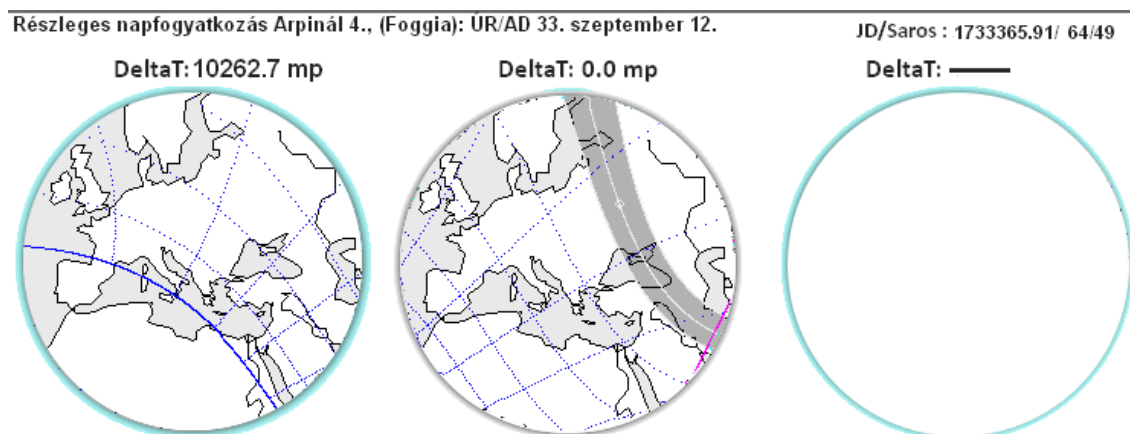 Részleges napfogyatkozás Arpinál 4., (Foggia): ÚR/AD 33. szeptember 12.
JD/Saros : 1733365.91/ 64/49
DeltaT: 10262.7 mp
DeltaT: 0.0 mp
DeltaT: